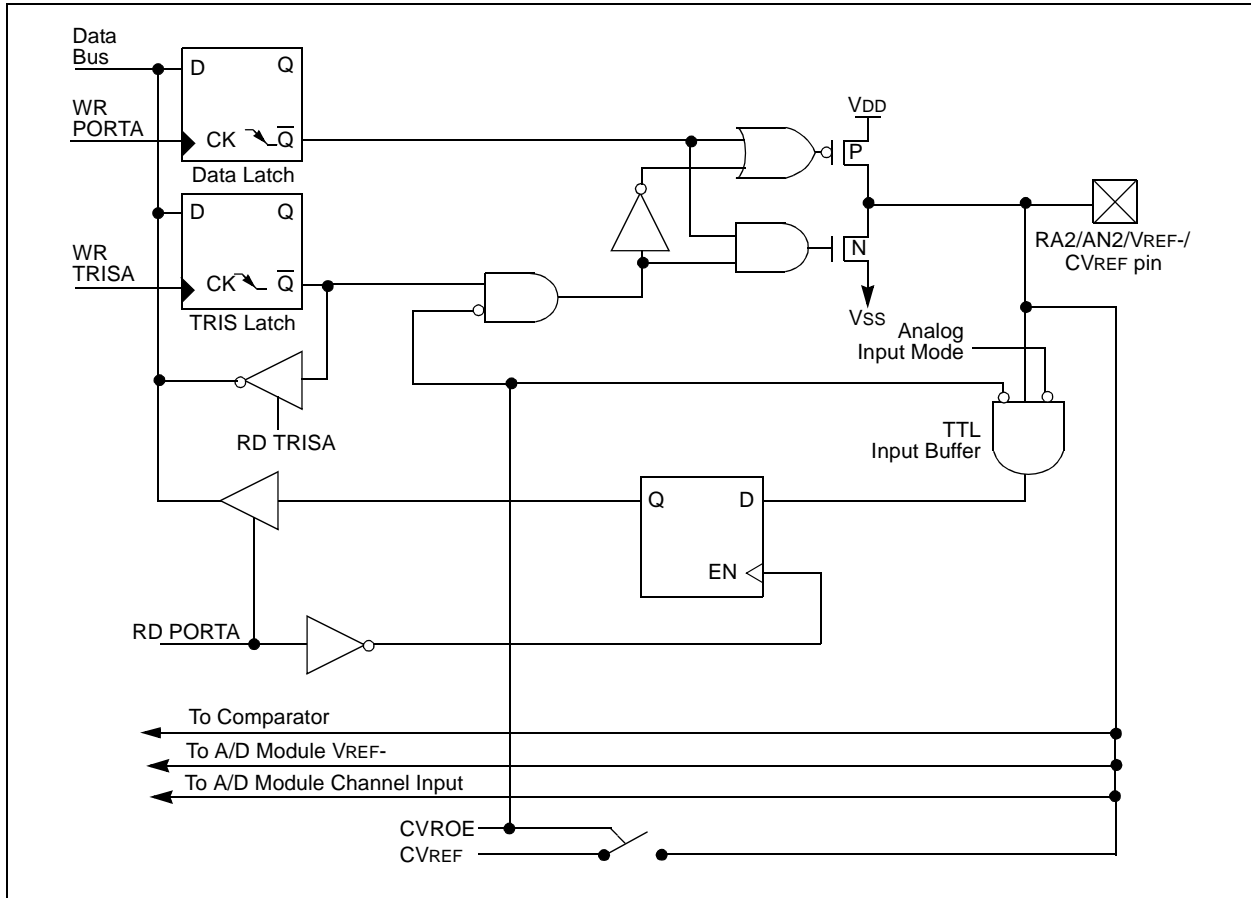 Data
Bus
D Q
WR
PORTA
CK Q
Data Latch
VDD
P
D Q
WR
TRISA
CK Q
TRIS Latch
N
VSS
RA2/AN2/VREF-/
CVREF pin
Analog
Input Mode
RD TRISA
TTL
Input Buffer
Q D
EN
RD PORTA
To Comparator
To A/D Module VREF-
To A/D Module Channel Input
CVROE
CVREF